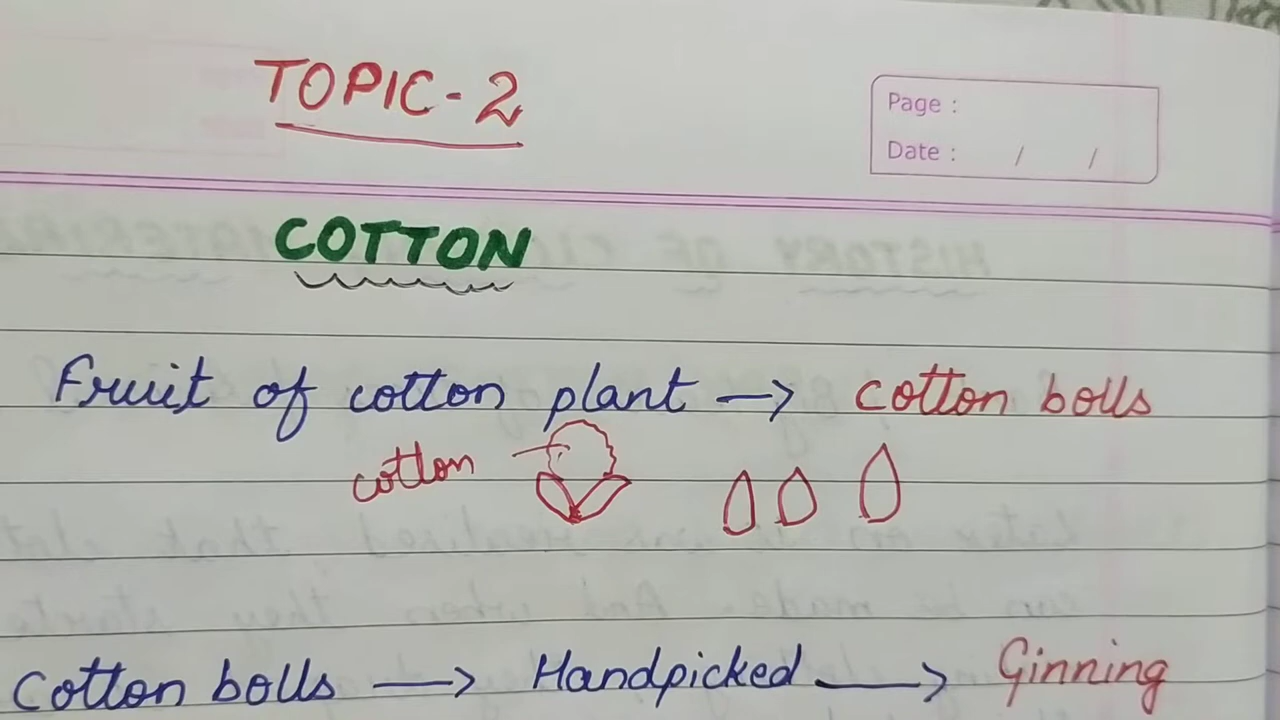 TOPIC-2
Page :
Date : / /
COTTON
Fruit of cotton plant → cotton bolls
cotton
Cotton bolls → Handpicked → Ginning